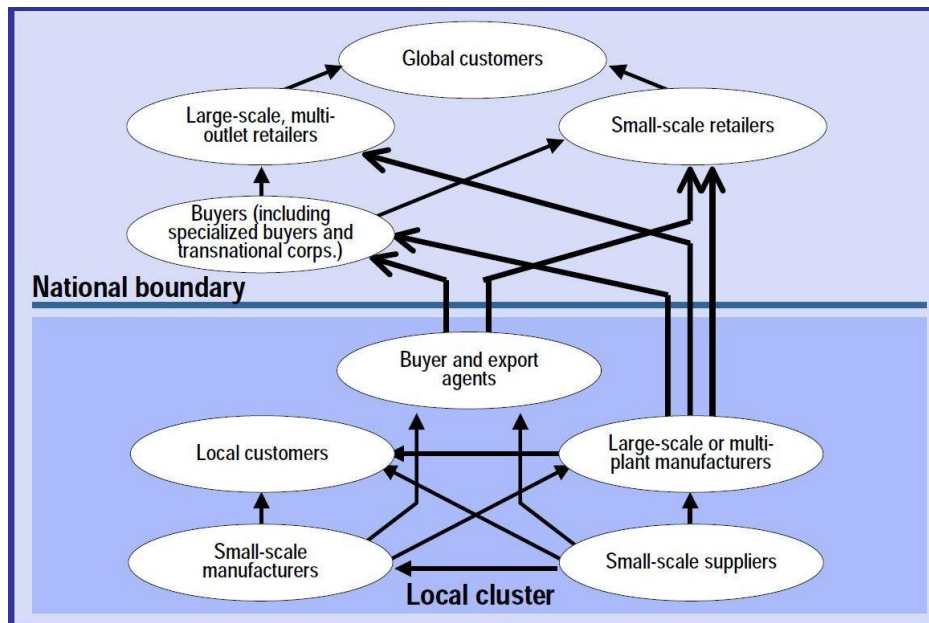 Global customers
Large-scale, multi-
outlet retailers
Small-scale retailers
Buyers (including
specialized buyers and
transnational corps.)
National boundary
Buyer and export
agents
Local customers
Large-scale or multi-
plant manufacturers
Small-scale
manufacturers
Small-scale suppliers
Local cluster